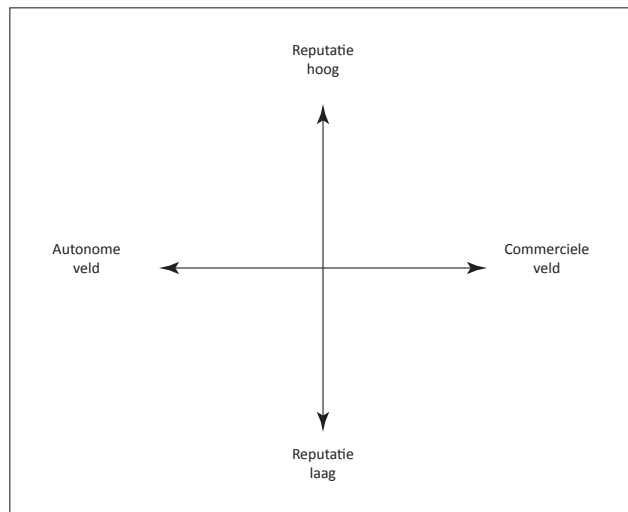 Reputatie
hoog
Autonome
veld
Commerciele
veld
Reputatie
laag